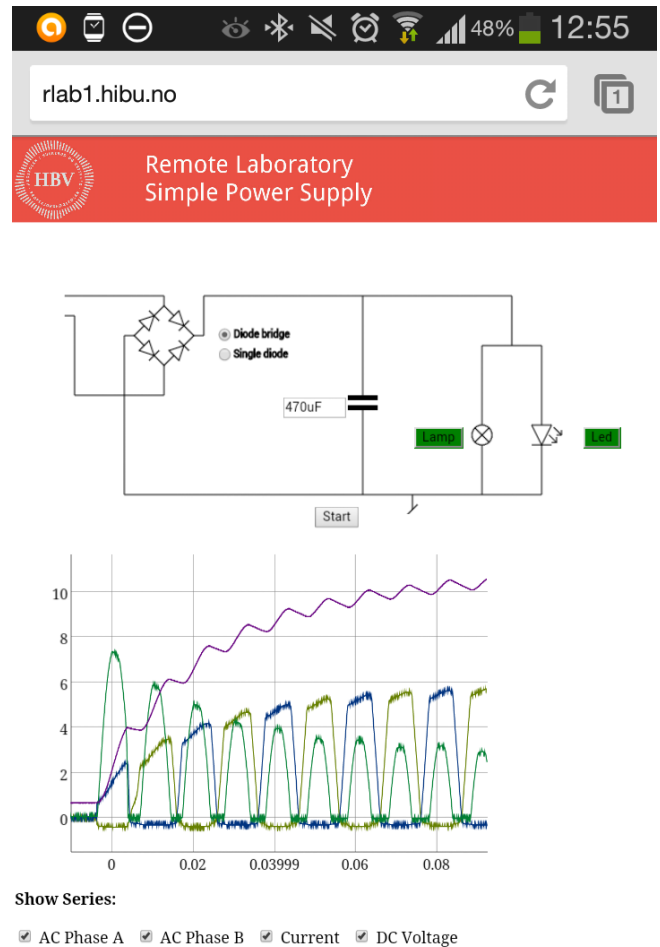 48% 12:55
rlab1.hibu.no
1
HBV
Remote Laboratory
Simple Power Supply
Diode bridge
Single diode
470uF
Lamp
Led
Start
10
8
6
4
2
0
0 0.02 0.03999 0.06 0.08
Show Series:
AC Phase A AC Phase B Current DC Voltage